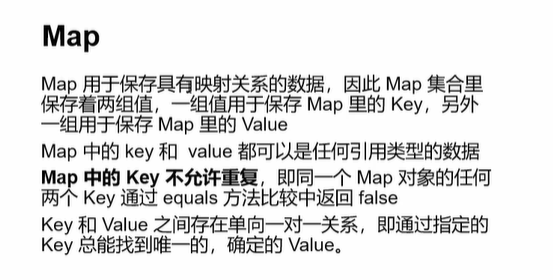 Map
Map 用于保存具有映射关系的数据，因此 Map 集合里
保存着两组值，一组值用于保存 Map 里的 Key，另外
一组用于保存 Map 里的 Value
Map 中的 key 和 value 都可以是任何引用类型的数据
Map 中的 Key 不允许重复，即同一个 Map 对象的任何
两个 Key 通过 equals 方法比较中返回 false
Key 和 Value 之间存在单向一对一关系，即通过指定的
Key 总能找到唯一的，确定的 Value。